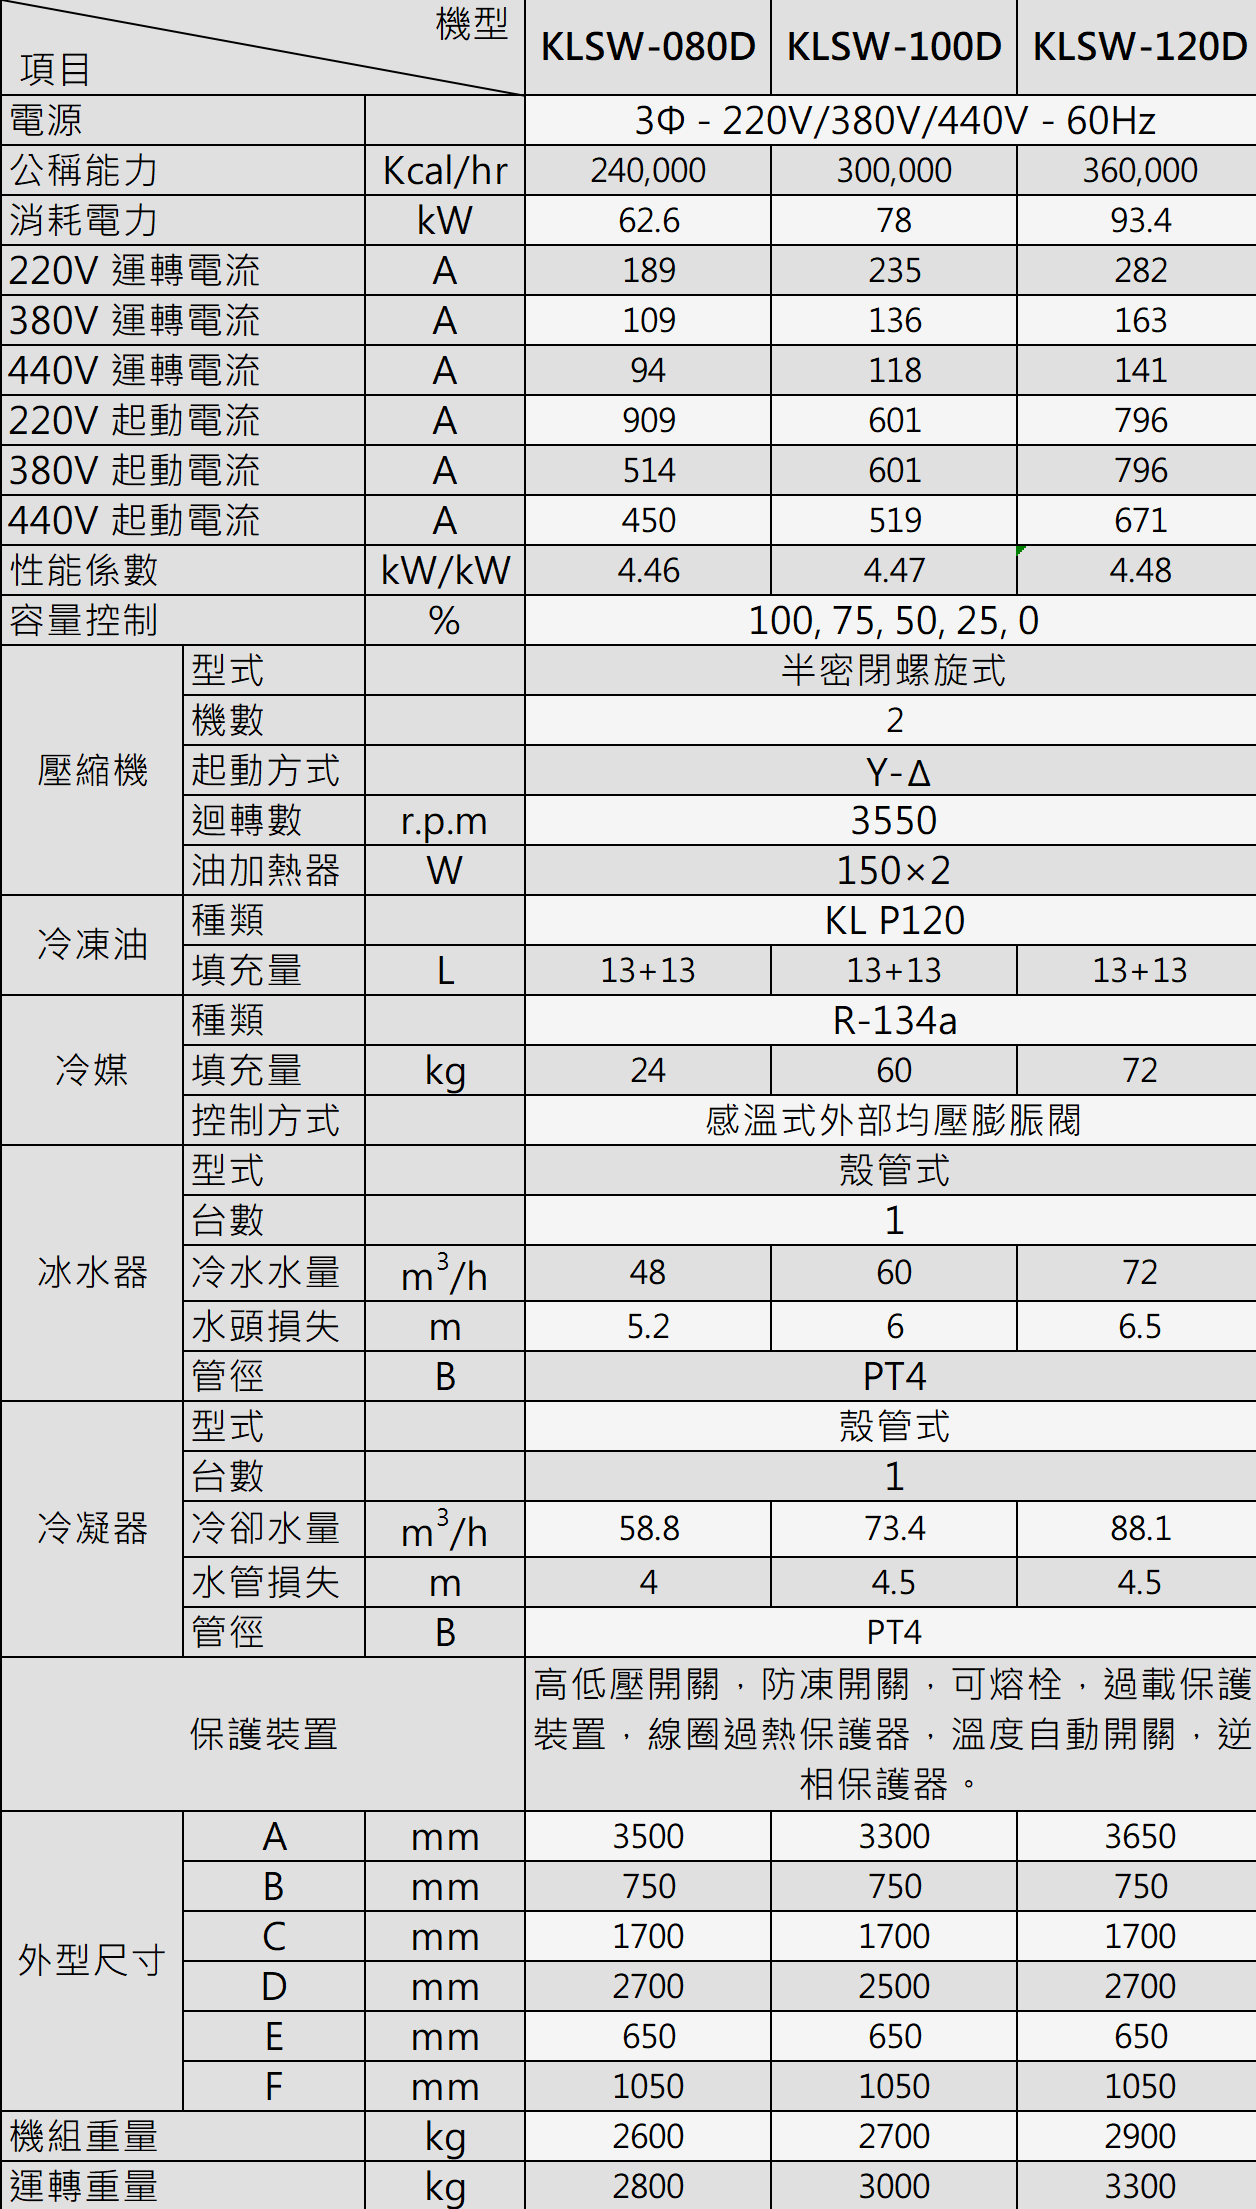 機型
項目
KLSW-080D KLSW-100D KLSW-120D
電源 3Φ - 220V/380V/440V - 60Hz
公稱能力 Kcal/hr 240,000 300,000 360,000
消耗電力 kW 62.6 78 93.4
220V 運轉電流 A 189 235 282
380V 運轉電流 A 109 136 163
440V 運轉電流 A 94 118 141
220V 起動電流 A 909 601 796
380V 起動電流 A 514 601 796
440V 起動電流 A 450 519 671
性能係數 kW/kW 4.46 4.47 4.48
容量控制 % 100, 75, 50, 25, 0
壓縮機
型式 半密閉螺旋式
機數 2
起動方式 Y-Δ
迴轉數 r.p.m 3550
油加熱器 W 150×2
冷凍油
種類 KL P120
填充量 L 13+13 13+13 13+13
冷媒
種類 R-134a
填充量 kg 24 60 72
控制方式 感溫式外部均壓膨脹閥
冰水器
型式 殼管式
台數 1
冷水水量 m³/h 48 60 72
水頭損失 m 5.2 6 6.5
管徑 B PT4
冷凝器
型式 殼管式
台數 1
冷卻水量 m³/h 58.8 73.4 88.1
水管損失 m 4 4.5 4.5
管徑 B PT4
保護裝置
高低壓開關，防凍開關，可熔栓，過載保護
裝置，線圈過熱保護器，溫度自動開關，逆
相保護器。
外型尺寸
A mm 3500 3300 3650
B mm 750 750 750
C mm 1700 1700 1700
D mm 2700 2500 2700
E mm 650 650 650
F mm 1050 1050 1050
機組重量 kg 2600 2700 2900
運轉重量 kg 2800 3000 3300